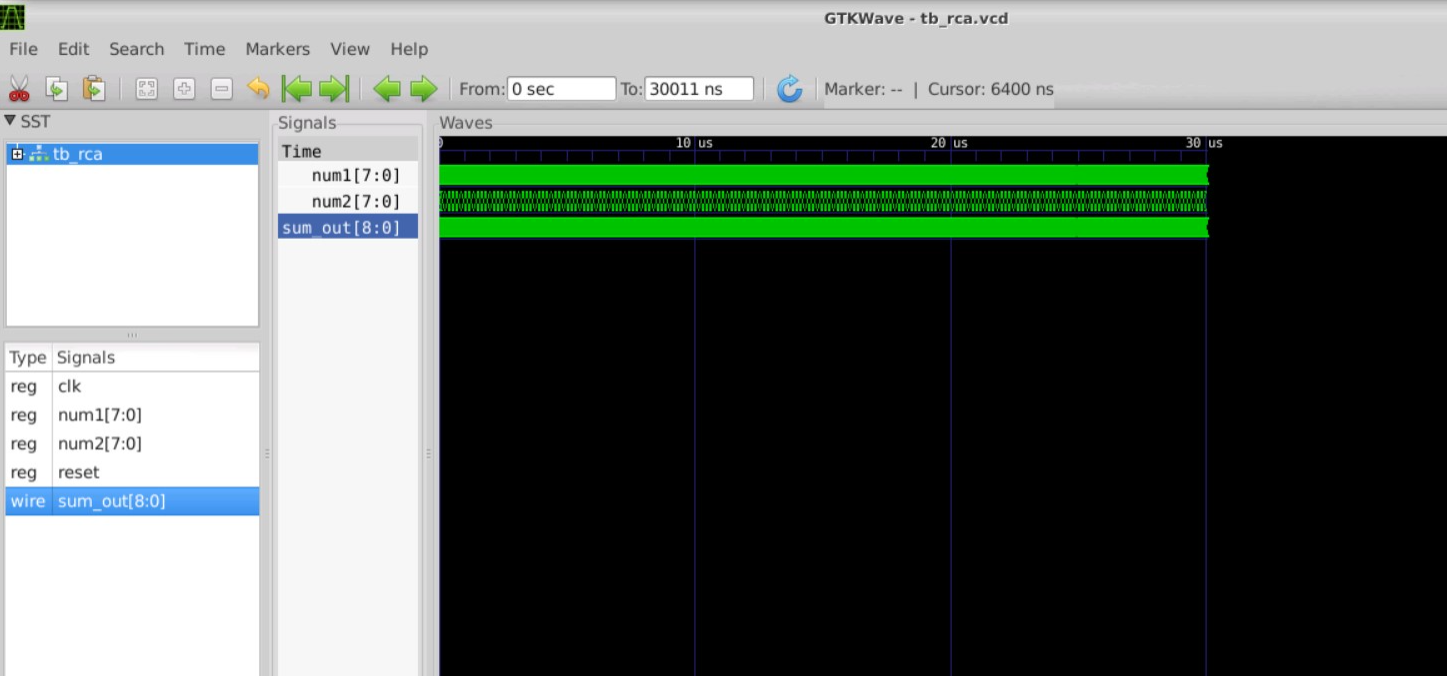 GTKWave - tb_rca.vcd
File Edit Search Time Markers View Help
From: 0 sec To: 30011 ns Marker: -- | Cursor: 6400 ns
SST
tb_rca
Type Signals
reg clk
reg num1[7:0]
reg num2[7:0]
reg reset
wire sum_out[8:0]
Signals
Time
num1[7:0]
num2[7:0]
sum_out[8:0]
Waves
0 10 us 20 us 30 us